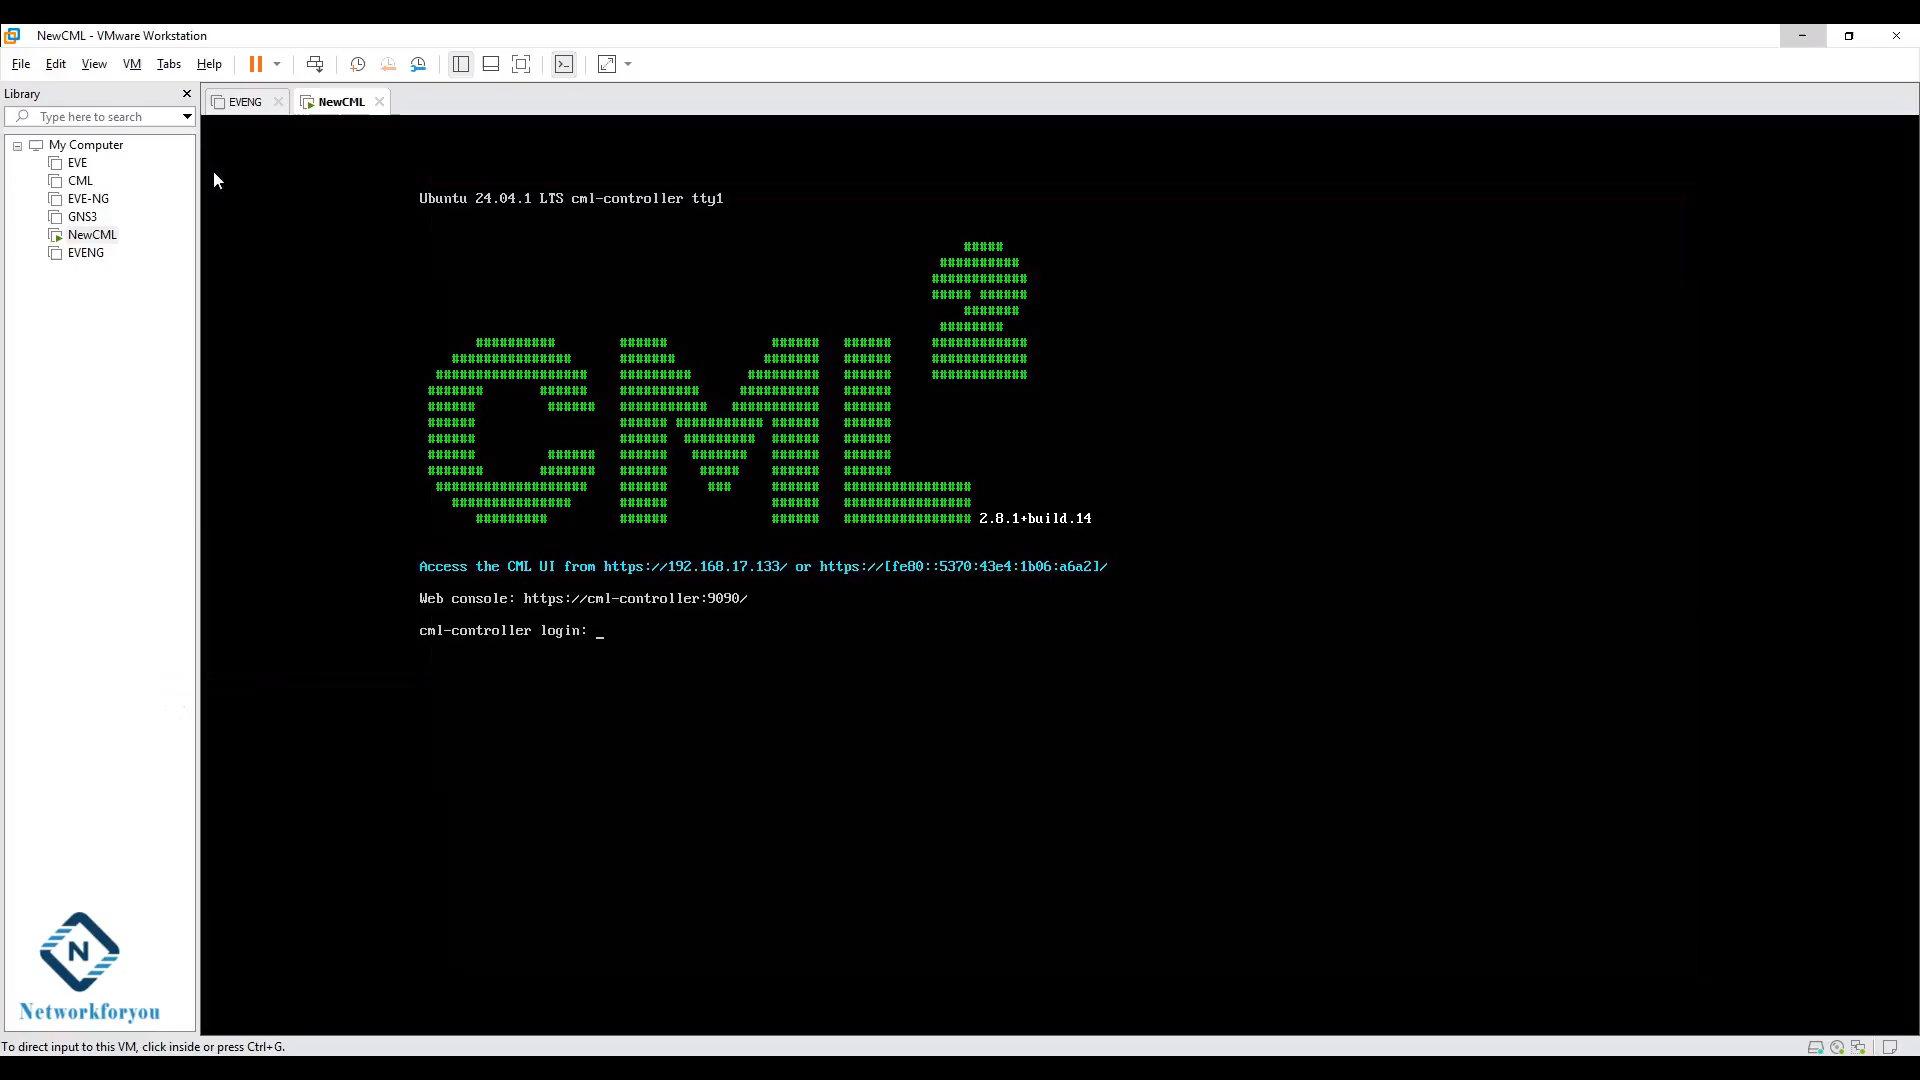 NewCML - VMware Workstation
File Edit View VM Tabs Help
Library
Type here to search
My Computer
EVE
CML
EVE-NG
GNS3
NewCML
EVENG
EVENG NewCML
Ubuntu 24.04.1 LTS cml-controller tty1
2.8.1+build.14
Access the CML UI from https://192.168.17.133/ or https://[fe80::5370:43e4:1b06:a6a2]/
Web console: https://cml-controller:9090/
cml-controller login: _
CML2
N
Networkforyou
To direct input to this VM, click inside or press Ctrl+G.